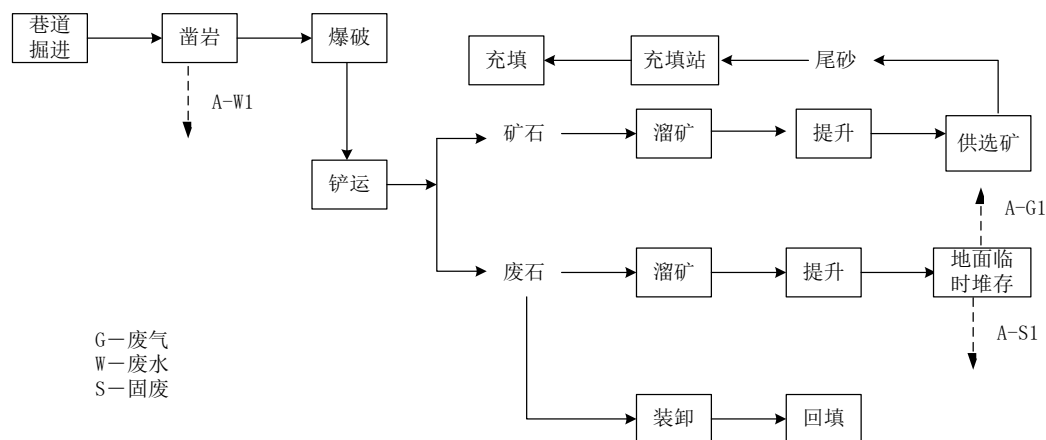 巷道
掘进
凿岩
爆破
充填
充填站
尾砂
A-W1
矿石
溜矿
提升
供选矿
铲运
A-G1
废石
溜矿
提升
地面临
时堆存
A-S1
G－废气
W－废水
S－固废
装卸
回填